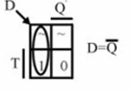 D
Q
~ ~
D=Q̅
T 1 0